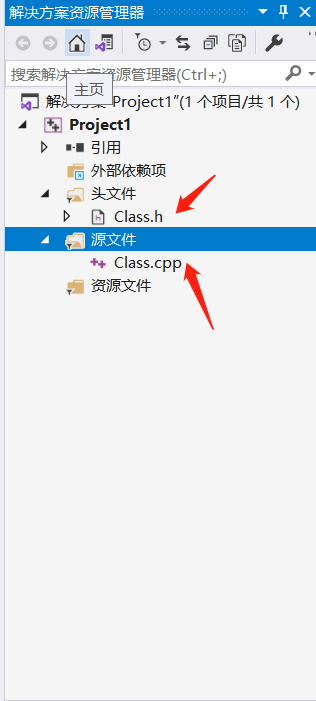 解决方案资源管理器
搜索解决方案资源管理器(Ctrl+;)
主页
解决方案"Project1"(1 个项目/共 1 个)
Project1
引用
外部依赖项
头文件
Class.h
源文件
Class.cpp
资源文件